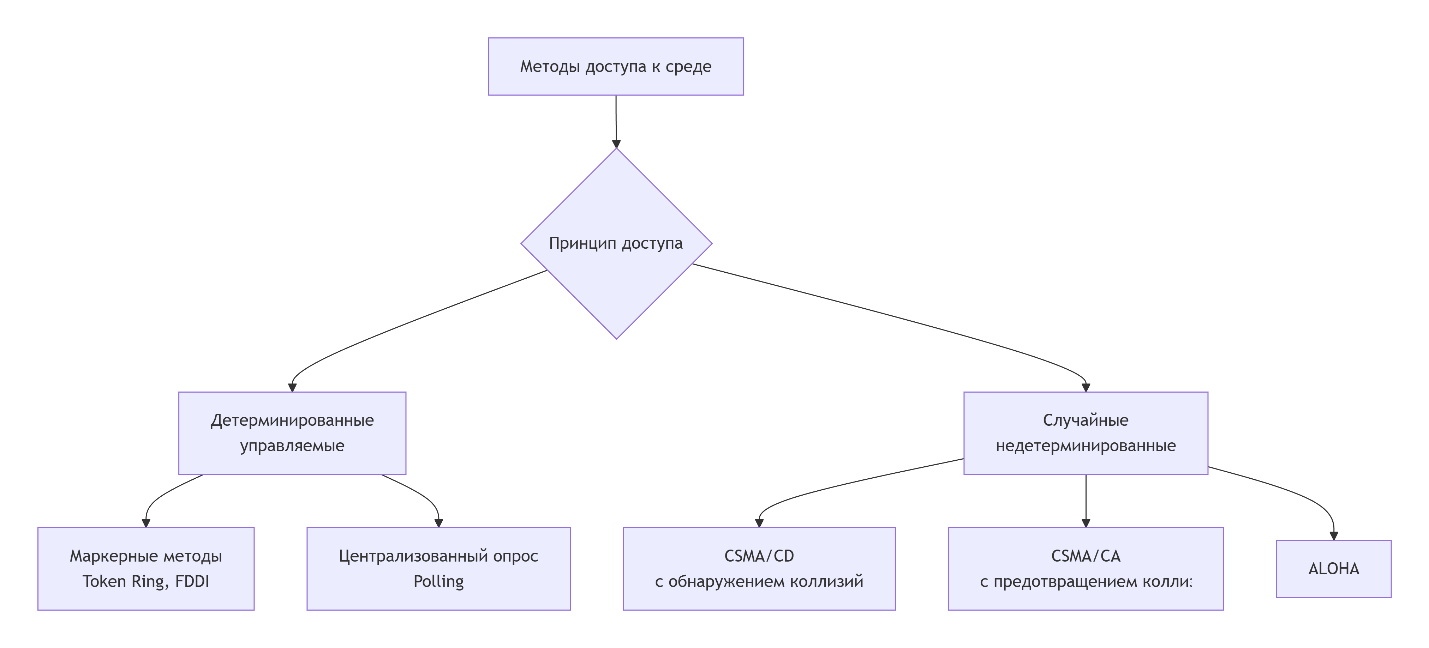 Методы доступа к среде
Принцип доступа
Детерминированные
управляемые
Случайные
недетерминированные
Маркерные методы
Token Ring, FDDI
Централизованный опрос
Polling
CSMA/CD
с обнаружением коллизий
CSMA/CA
с предотвращением колли:
ALOHA